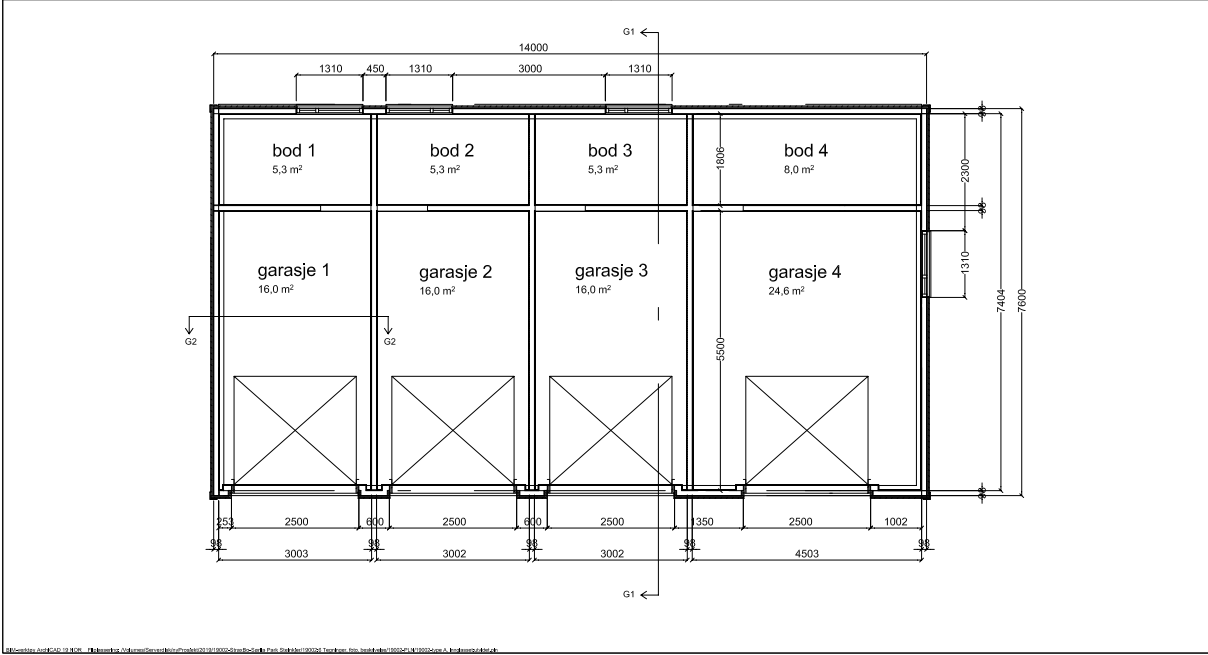 G1
14000
1310 450 1310 3000 1310
98
bod 1
5,3 m²
bod 2
5,3 m²
bod 3
5,3 m²
bod 4
8,0 m²
1806
2300
98
garasje 1
16,0 m²
garasje 2
16,0 m²
garasje 3
16,0 m²
garasje 4
24,6 m²
1310
7404
7600
G2
G2
5500
98
253 2500 600 2500 600 2500 1350 2500 1002
98 3003 98 3002 98 3002 98 4503 98
G1